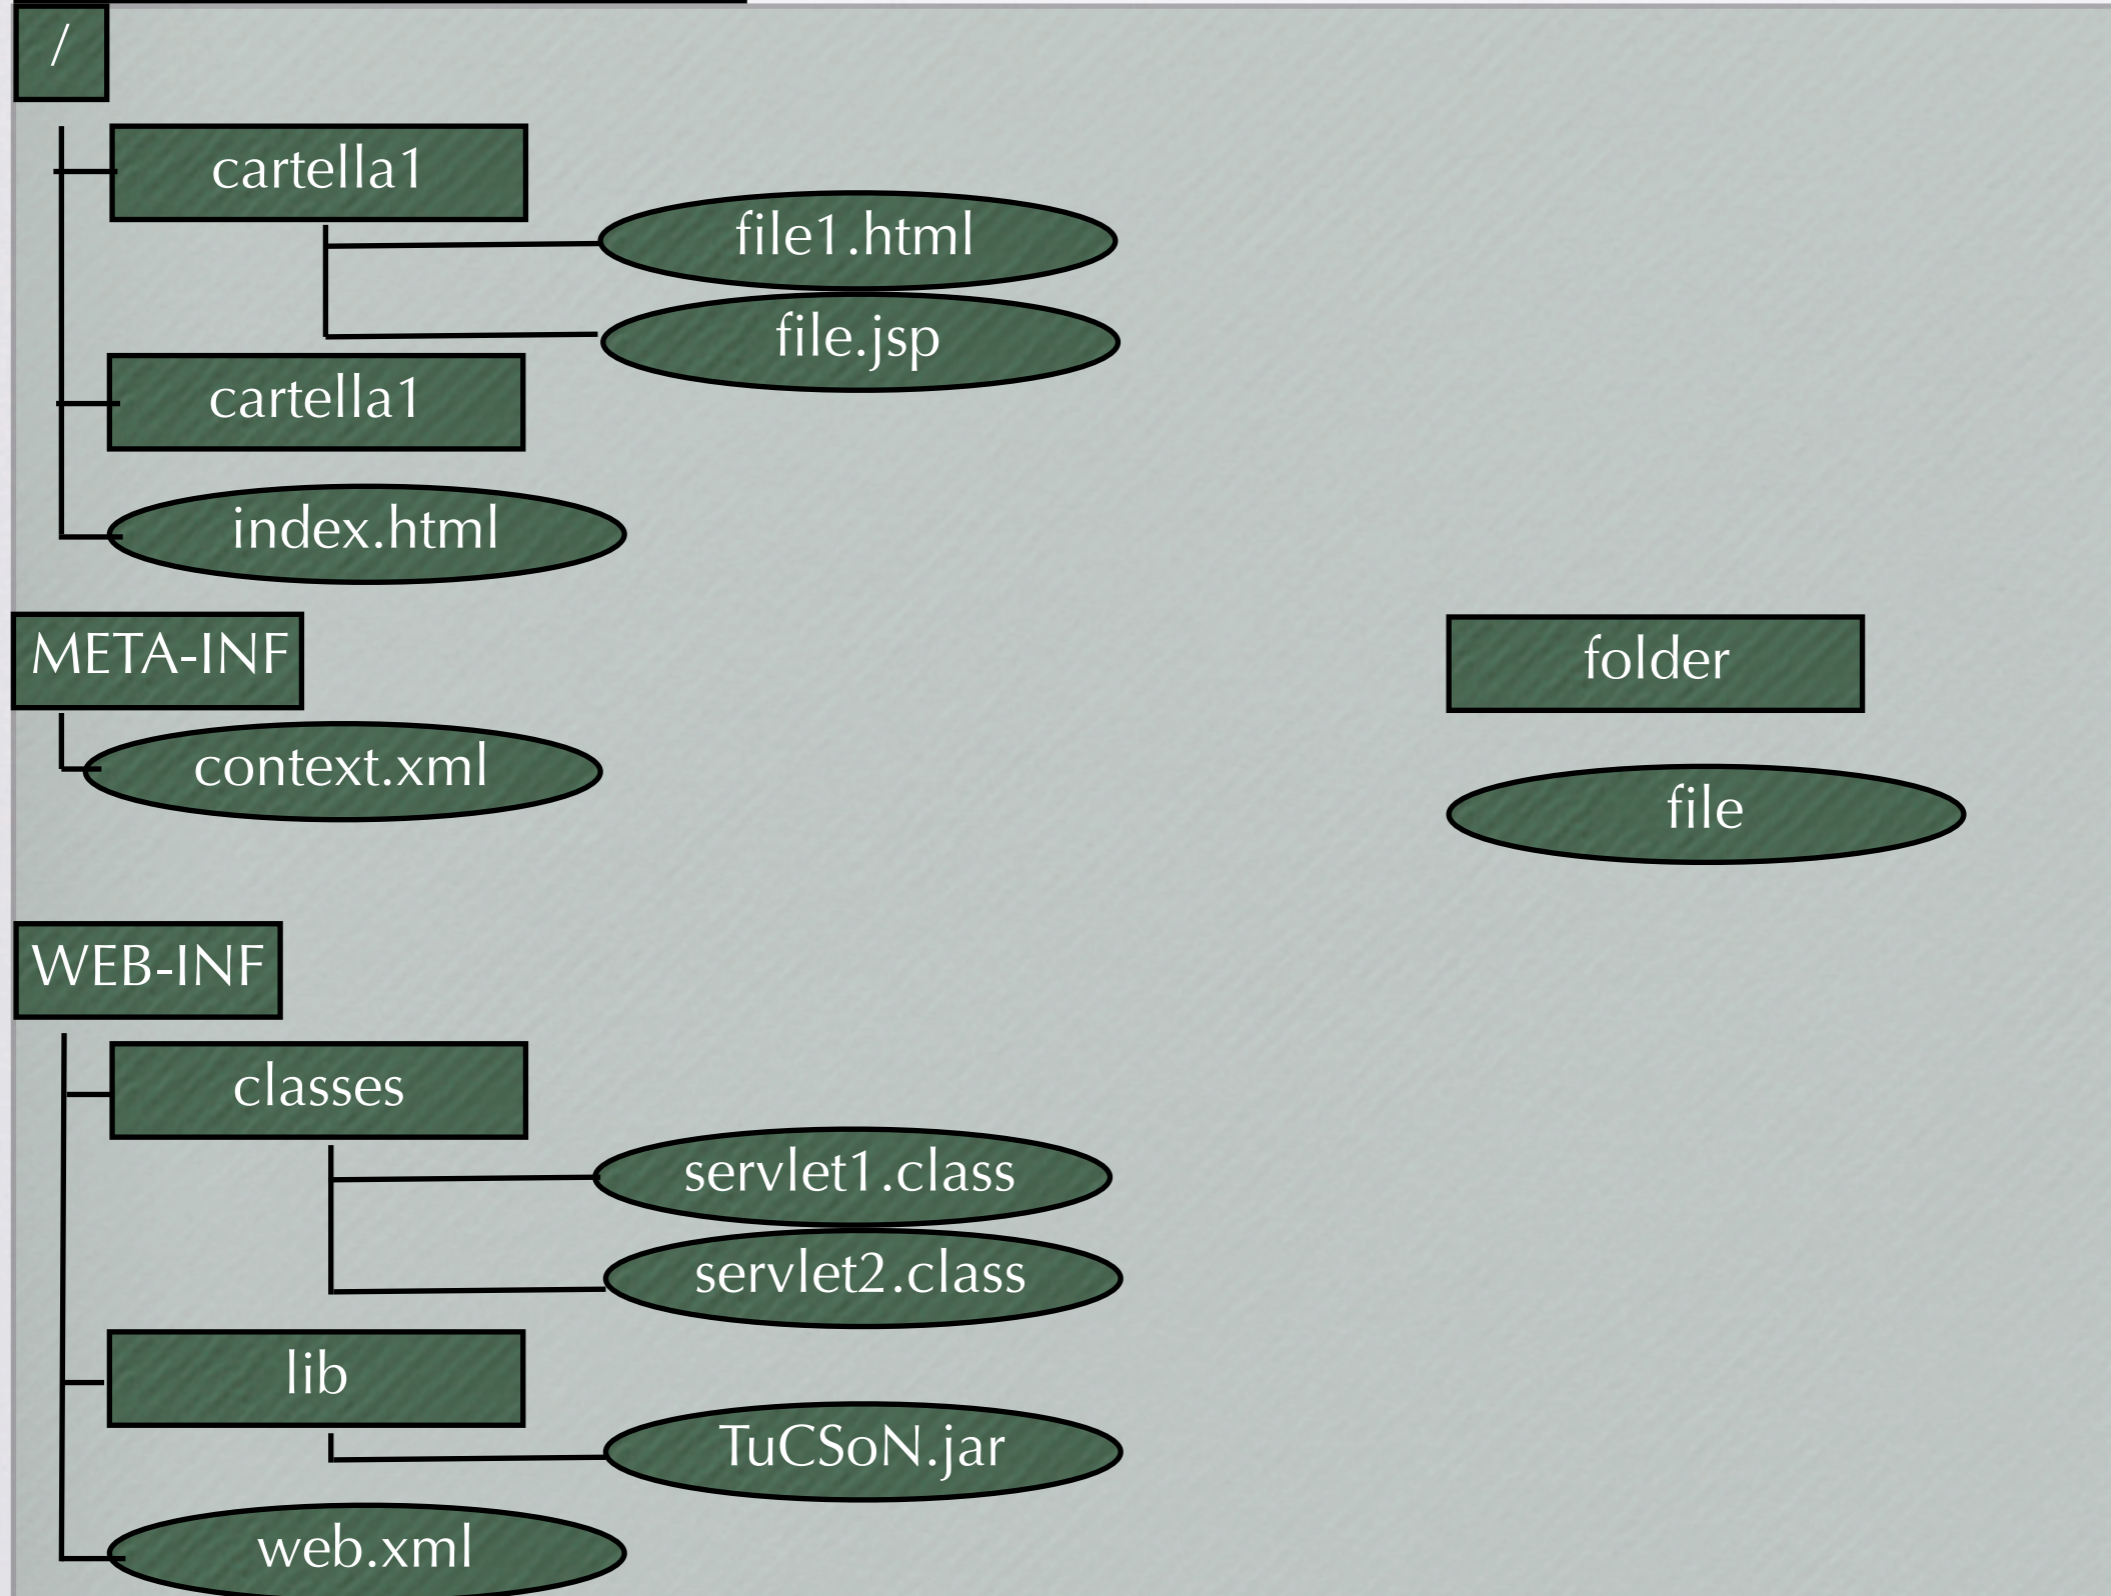 /
cartella1
file1.html
file.jsp
cartella1
index.html
META-INF
folder
context.xml
file
WEB-INF
classes
servlet1.class
servlet2.class
lib
TuCSoN.jar
web.xml